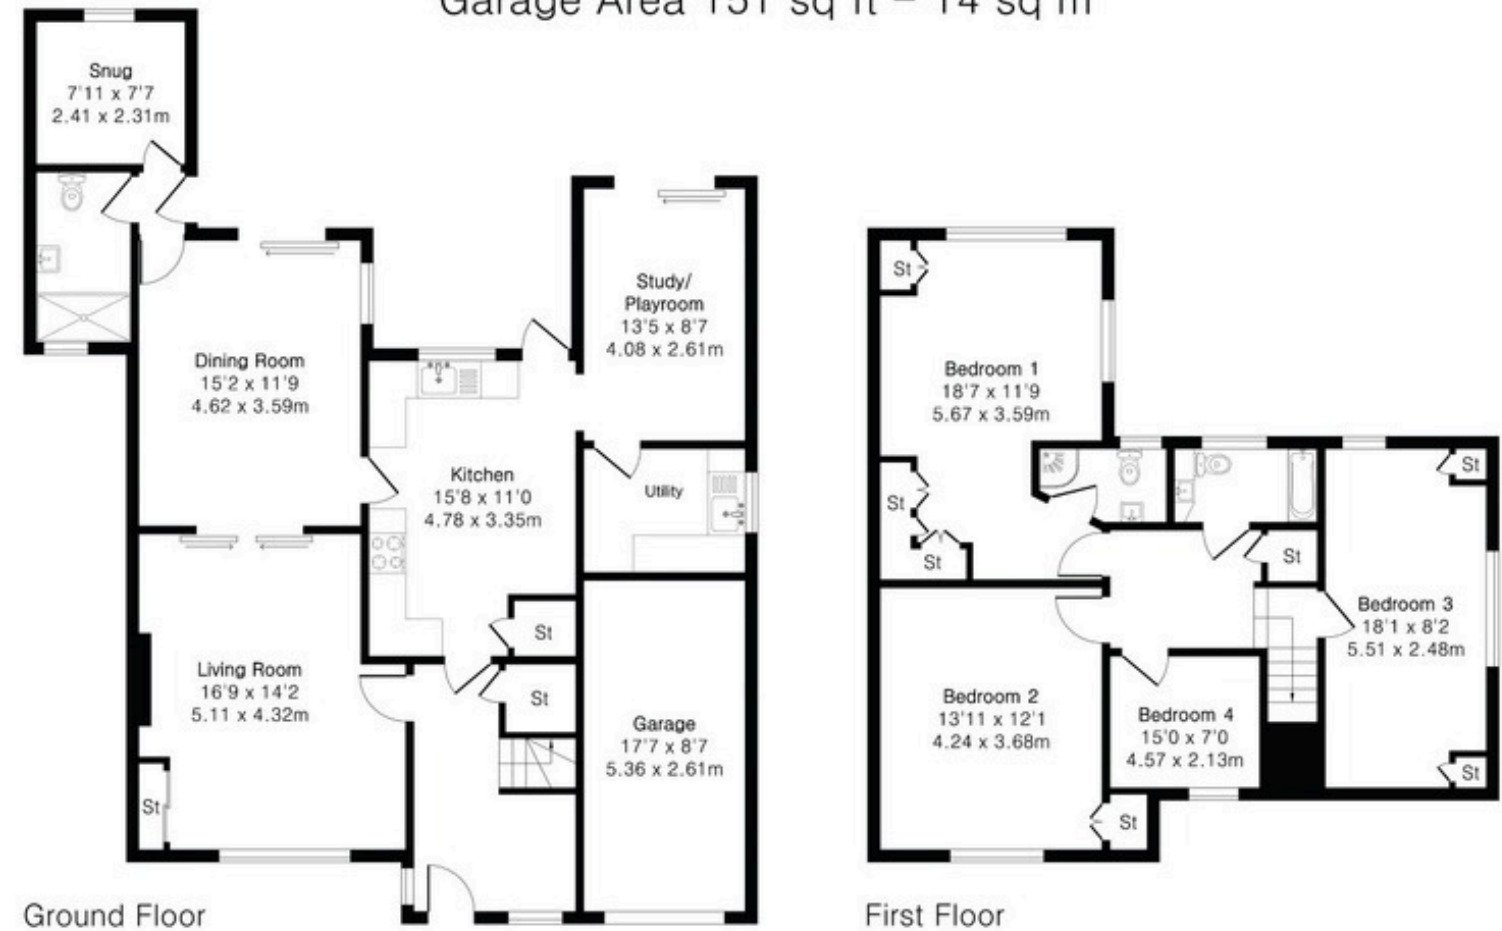 Garage Area 151 sq ft – 14 sq m
Snug
7'11 x 7'7
2.41 x 2.31m
Study/
Playroom
13'5 x 8'7
4.08 x 2.61m
Dining Room
15'2 x 11'9
4.62 x 3.59m
Kitchen
15'8 x 11'0
4.78 x 3.35m
Utility
St
Living Room
16'9 x 14'2
5.11 x 4.32m
St
Garage
17'7 x 8'7
5.36 x 2.61m
St
Ground Floor
St
Bedroom 1
18'7 x 11'9
5.67 x 3.59m
St
St
St
St
Bedroom 3
18'1 x 8'2
5.51 x 2.48m
Bedroom 2
13'11 x 12'1
4.24 x 3.68m
Bedroom 4
15'0 x 7'0
4.57 x 2.13m
St
St
First Floor